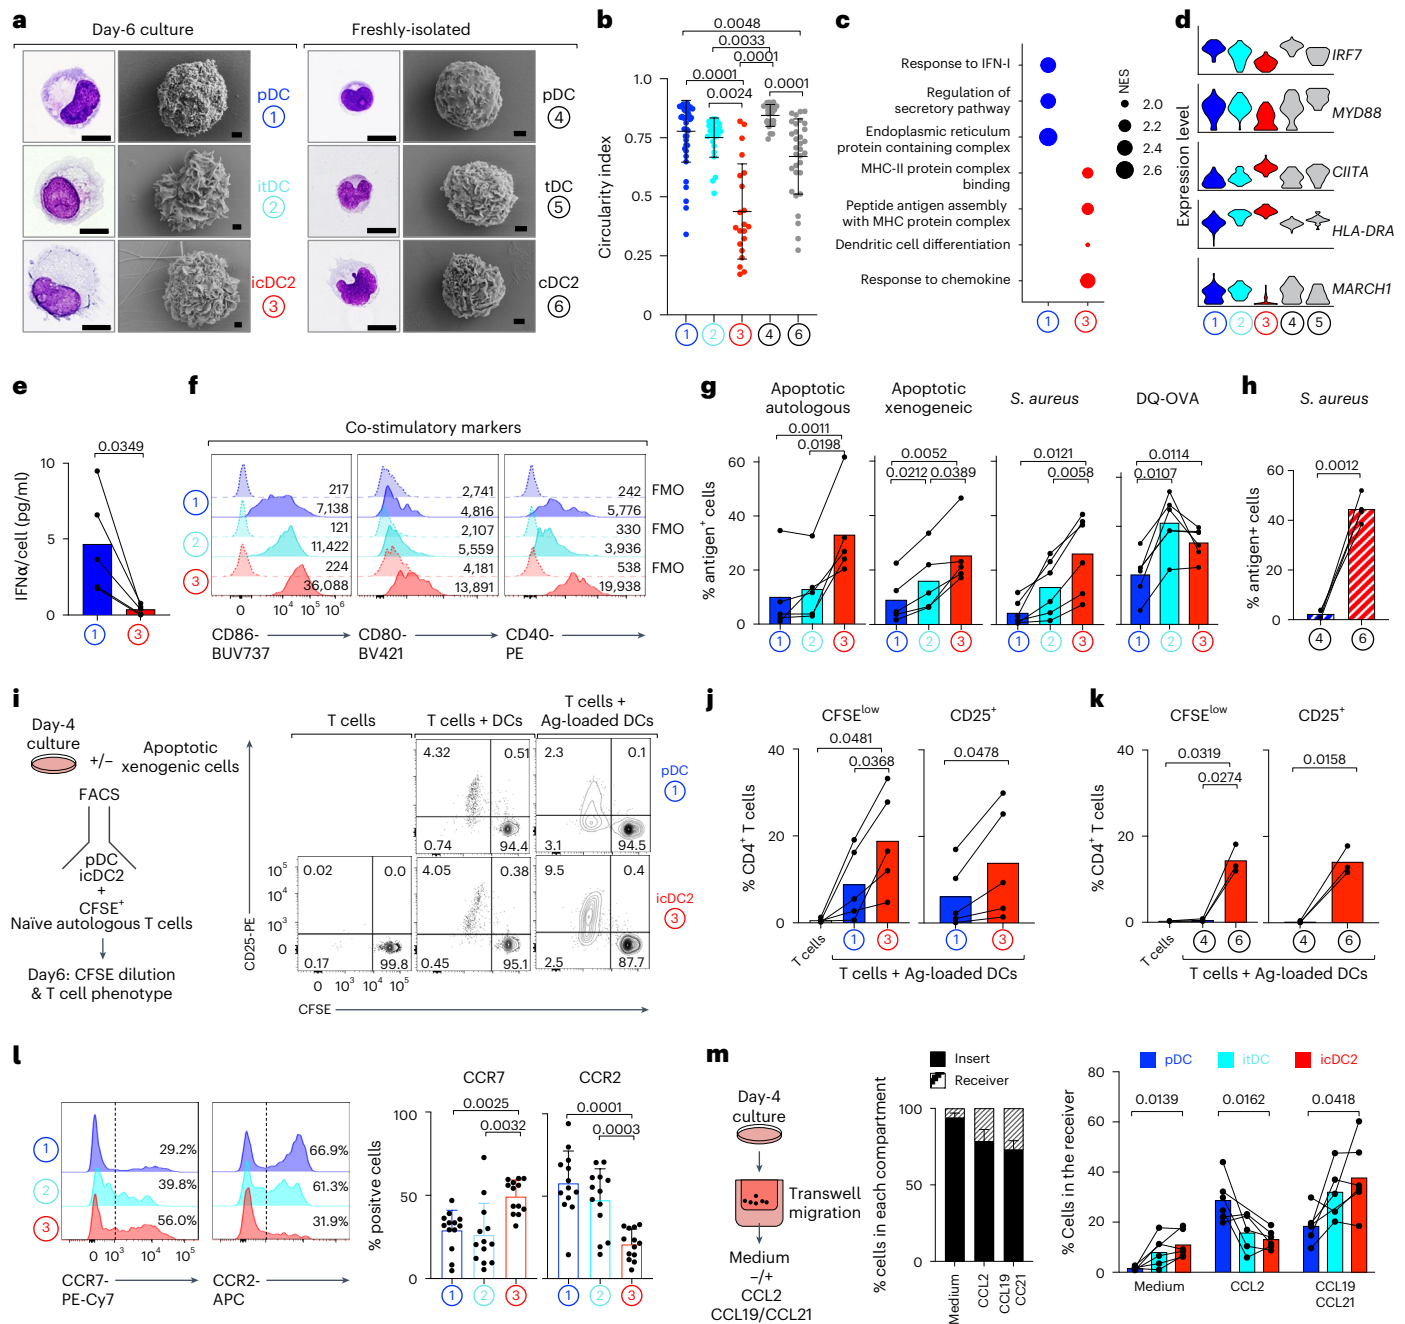 a
Day-6 culture
Freshly-isolated
pDC
1
itDC
2
icDC2
3
pDC
4
tDC
5
cDC2
6
b
0.0048
0.0033
0.0001
0.0001
0.0001
0.0024
Circularity index
1.0
0.75
0.5
0.25
0
1 2 3 4 6
c
Response to IFN-I
Regulation of
secretory pathway
Endoplasmic reticulum
protein containing complex
MHC-II protein complex
binding
Peptide antigen assembly
with MHC protein complex
Dendritic cell differentiation
Response to chemokine
1 3
NES
2.0
2.2
2.4
2.6
d
Expression level
IRF7
MYD88
CIITA
HLA-DRA
MARCH1
1 2 3 4 5
e
0.0349
IFNα/cell (pg/ml)
10
5
0
1 3
f
Co-stimulatory markers
217 2,741 242 FMO
1 7,138 4,816 5,776
121 2,107 330 FMO
2 11,422 5,559 3,936
224 4,181 538 FMO
3 36,088 13,891 19,938
0 10⁴ 10⁵ 10⁶
CD86-
BUV737
CD80-
BV421
CD40-
PE
g
Apoptotic
autologous
Apoptotic
xenogeneic
S. aureus
DQ-OVA
0.0011
0.0198
0.0052
0.0212 0.0389
0.0121
0.0058
0.0114
0.0107
% antigen⁺ cells
60
40
20
0
1 2 3
1 2 3
1 2 3
1 2 3
h
S. aureus
0.0012
% antigen+ cells
60
40
20
0
4 6
i
Day-4
culture
+/−
Apoptotic
xenogenic cells
FACS
pDC
icDC2
+
CFSE⁺
Naïve autologous T cells
Day6: CFSE dilution
& T cell phenotype
T cells
T cells + DCs
T cells +
Ag-loaded DCs
4.32 0.51
0.74 94.4
2.3 0.1
3.1 94.5
pDC
1
0.02 0.0
0.17 99.8
4.05 0.38
0.45 95.1
9.5 0.4
2.5 87.7
icDC2
3
10⁵
10⁴
10³
0
0 10³ 10⁴ 10⁵
CD25-PE
CFSE
j
CFSEˡᵒʷ
CD25⁺
0.0481
0.0368
0.0478
% CD4⁺ T cells
40
20
0
T cells 1 3
1 3
T cells + Ag-loaded DCs
k
CFSEˡᵒʷ
CD25⁺
0.0319
0.0274
0.0158
% CD4⁺ T cells
40
20
0
T cells 4 6
4 6
T cells + Ag-loaded DCs
l
1 29.2% 66.9%
2 39.8% 61.3%
3 56.0% 31.9%
0 10³ 10⁴ 10⁵
CCR7-
PE-Cy7
CCR2-
APC
CCR7
CCR2
0.0025
0.0032
0.0001
0.0003
% positive cells
100
50
0
1 2 3
1 2 3
m
Day-4
culture
Transwell
migration
Medium
−/+
CCL2
CCL19/CCL21
Insert
Receiver
% cells in each compartment
100
50
0
Medium
CCL2
CCL19
CC21
pDC itDC icDC2
% Cells in the receiver
80
60
40
20
0
0.0139
0.0162
0.0418
Medium
CCL2
CCL19
CCL21